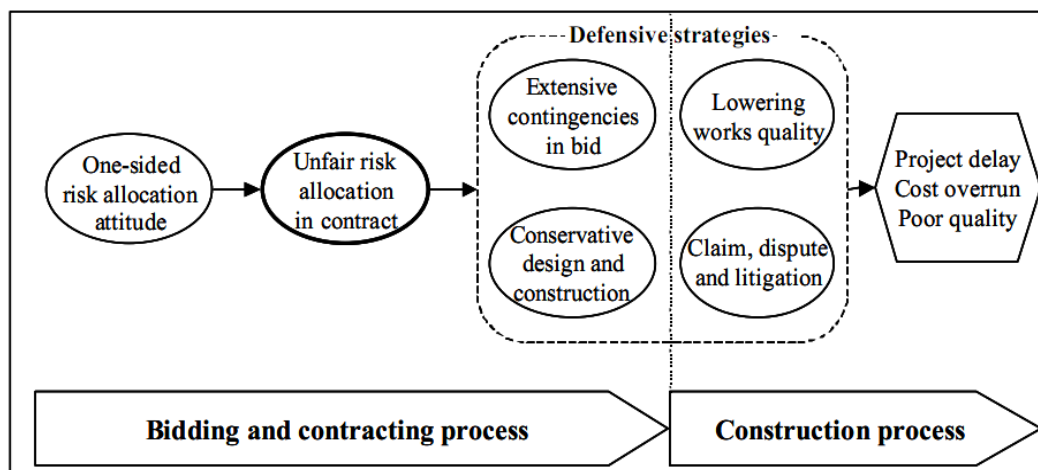 Defensive strategies
One-sided
risk allocation
attitude
Unfair risk
allocation
in contract
Extensive
contingencies
in bid
Conservative
design and
construction
Lowering
works quality
Claim, dispute
and litigation
Project delay
Cost overrun
Poor quality
Bidding and contracting process
Construction process